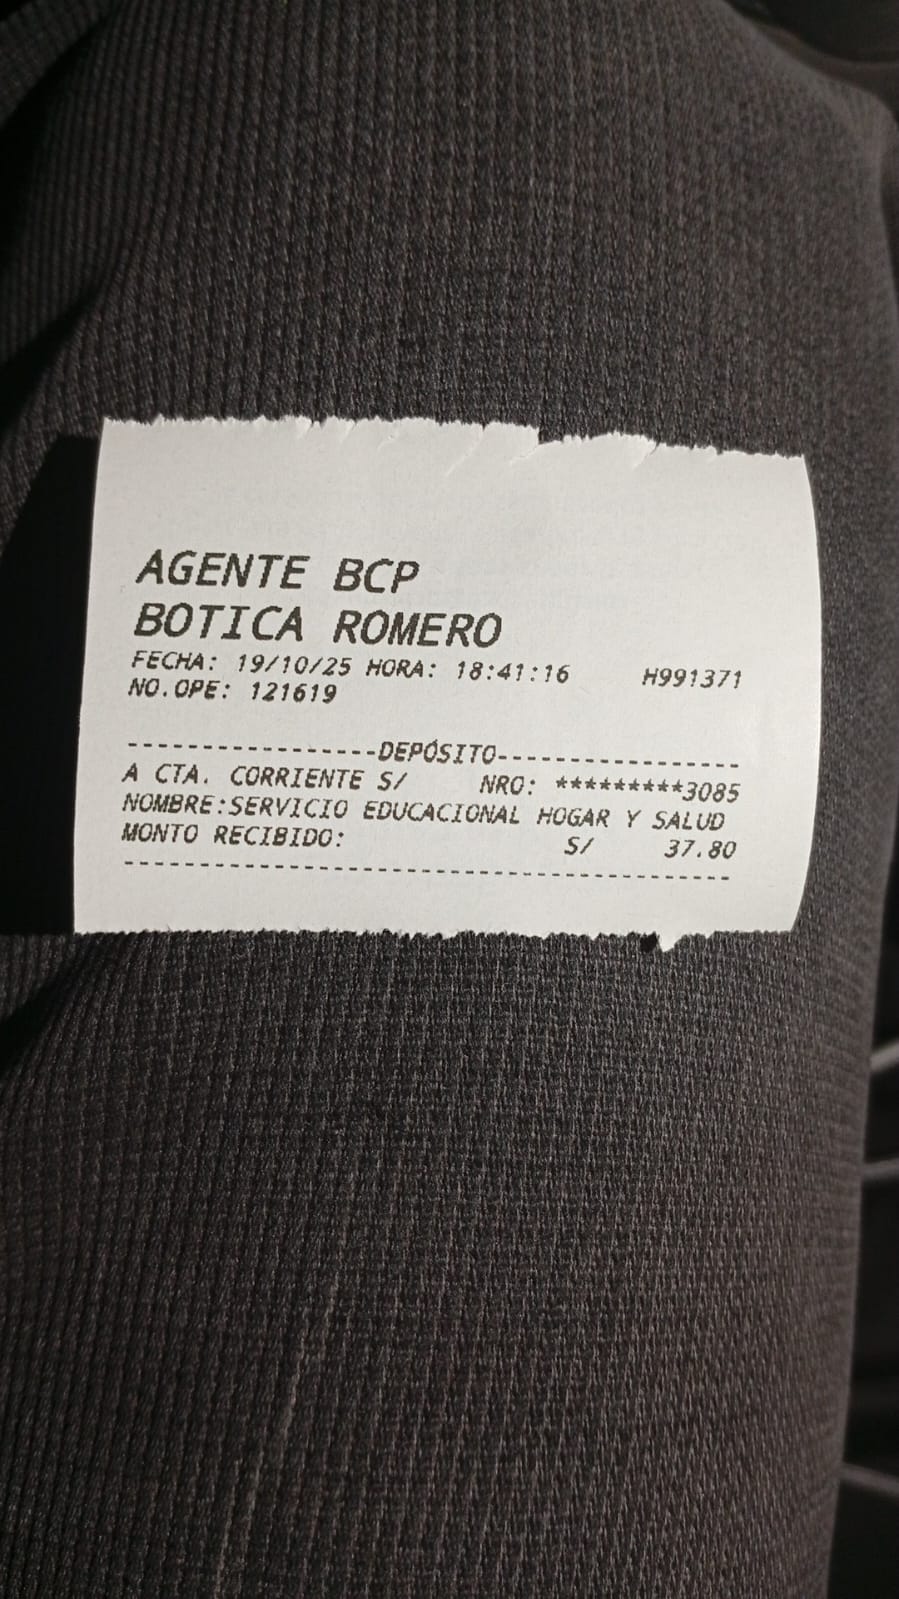 AGENTE BCP
BOTICA ROMERO
FECHA: 19/10/25 HORA: 18:41:16 H991371
NO.OPE: 121619
-----------------DEPÓSITO-----------------
A CTA. CORRIENTE S/ NRO: *********3085
NOMBRE:SERVICIO EDUCACIONAL HOGAR Y SALUD
MONTO RECIBIDO: S/ 37.80
------------------------------------------